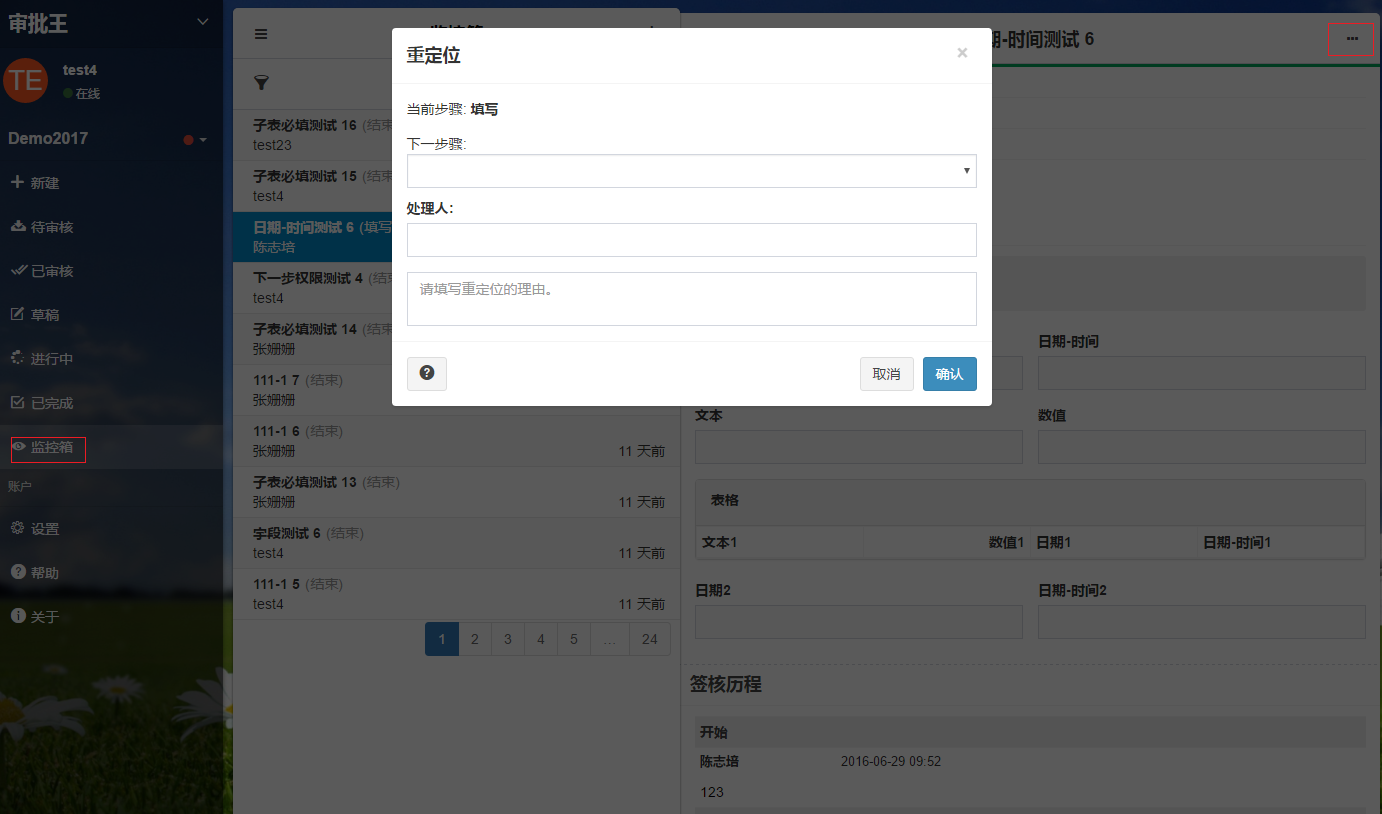 审批王
TE
test4
在线
Demo2017
新建
待审核
已审核
草稿
进行中
已完成
监控箱
账户
设置
帮助
关于
子表必填测试 16 (结束
test23
子表必填测试 15 (结束
test4
日期-时间测试 6 (填写
陈志培
下一步权限测试 4 (结束
test4
子表必填测试 14 (结束
张姗姗
111-1 7 (结束)
张姗姗
111-1 6 (结束)
张姗姗 11 天前
子表必填测试 13 (结束)
张姗姗 11 天前
字段测试 6 (结束)
test4 11 天前
111-1 5 (结束)
test4 11 天前
1 2 3 4 5 ... 24
重定位 ×
当前步骤: 填写
下一步骤:
处理人:
请填写重定位的理由。
取消 确认
期-时间测试 6
日期-时间
文本 数值
表格
文本1 数值1 日期1 日期-时间1
日期2 日期-时间2
签核历程
开始
陈志培 2016-06-29 09:52
123